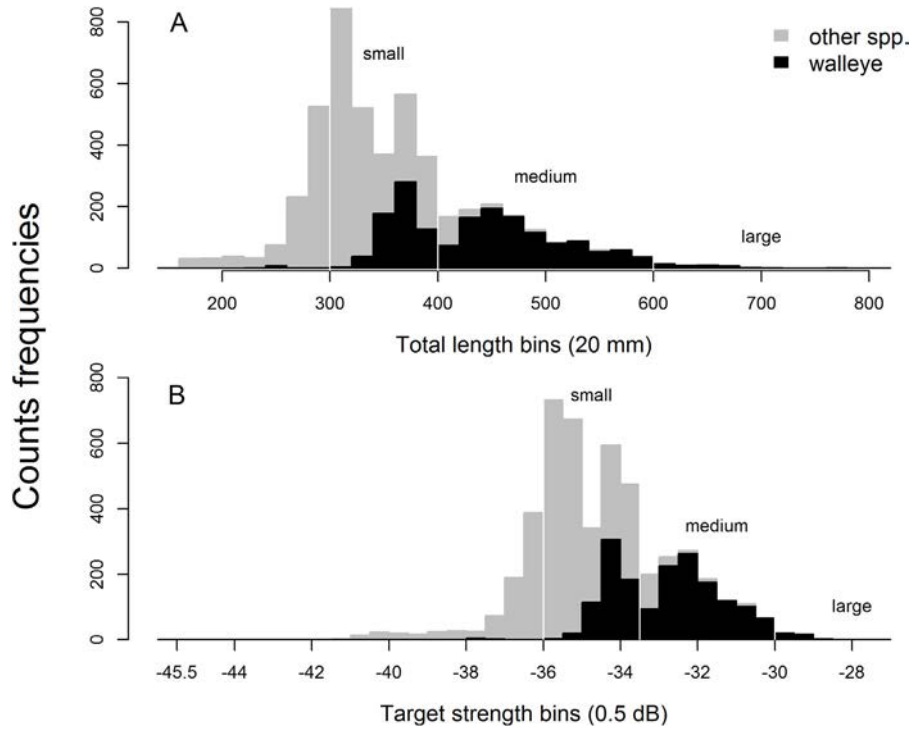 A
small
other spp.
walleye
medium
large
800
600
400
200
0
200 300 400 500 600 700 800
Total length bins (20 mm)
Counts frequencies
B
small
medium
large
800
600
400
200
0
-45.5 -44 -42 -40 -38 -36 -34 -32 -30 -28
Target strength bins (0.5 dB)